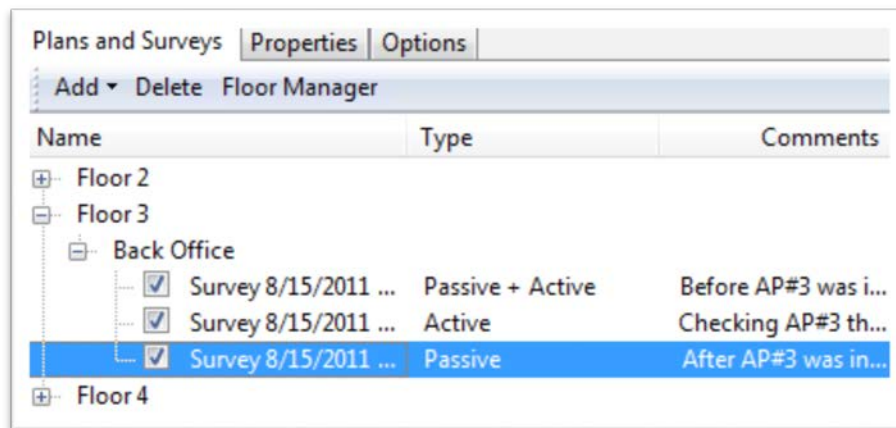 Plans and Surveys Properties Options
Add Delete Floor Manager
Name Type Comments
Floor 2
Floor 3
Back Office
Survey 8/15/2011 ... Passive + Active Before AP#3 was i...
Survey 8/15/2011 ... Active Checking AP#3 th...
Survey 8/15/2011 ... Passive After AP#3 was in...
Floor 4